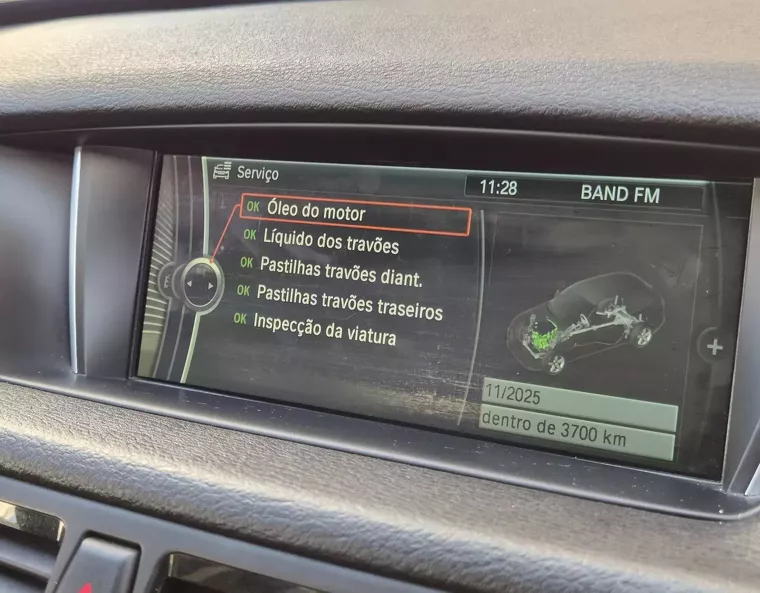 Serviço
11:28
BAND FM
OK Óleo do motor
OK Líquido dos travões
OK Pastilhas travões diant.
OK Pastilhas travões traseiros
OK Inspecção da viatura
11/2025
dentro de 3700 km